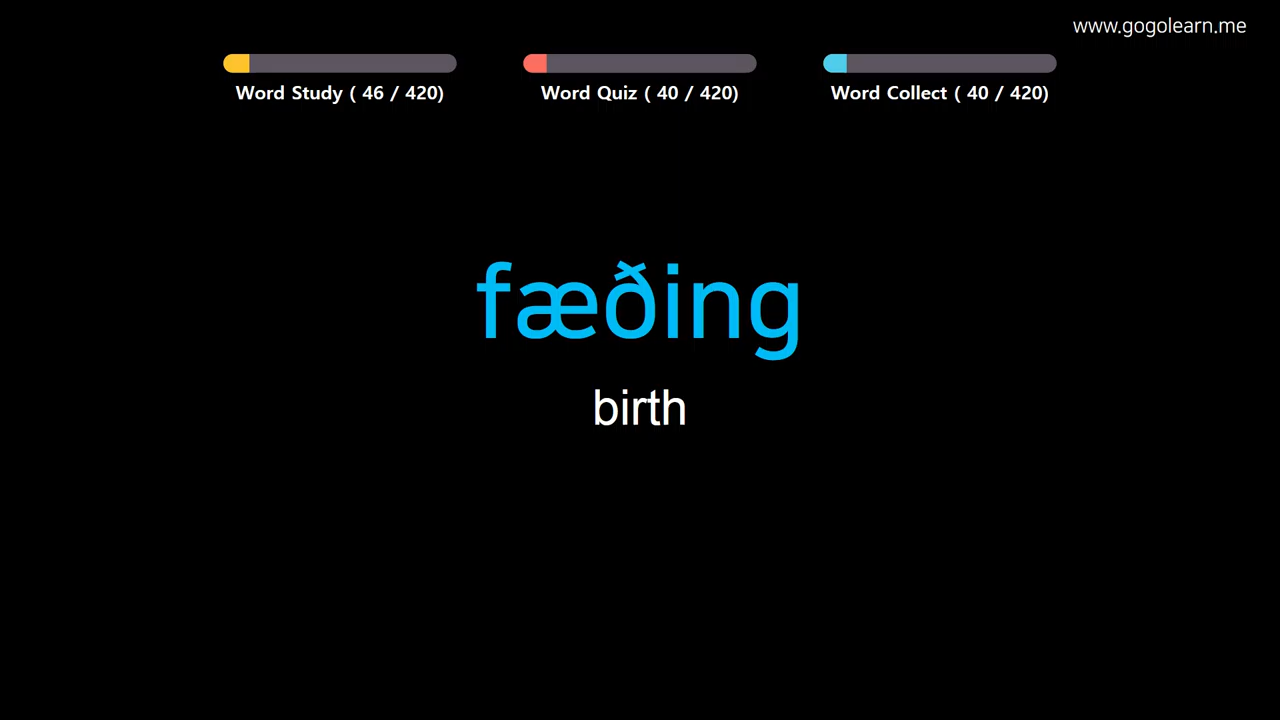 www.gogolearn.me
Word Study ( 46 / 420)
Word Quiz ( 40 / 420)
Word Collect ( 40 / 420)
fæðing
birth